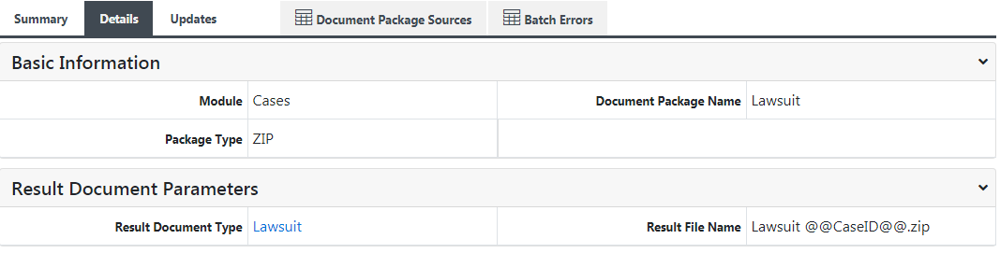 Summary Details Updates Document Package Sources Batch Errors
Basic Information
Module Cases Document Package Name Lawsuit
Package Type ZIP
Result Document Parameters
Result Document Type Lawsuit Result File Name Lawsuit @@CaseID@@.zip